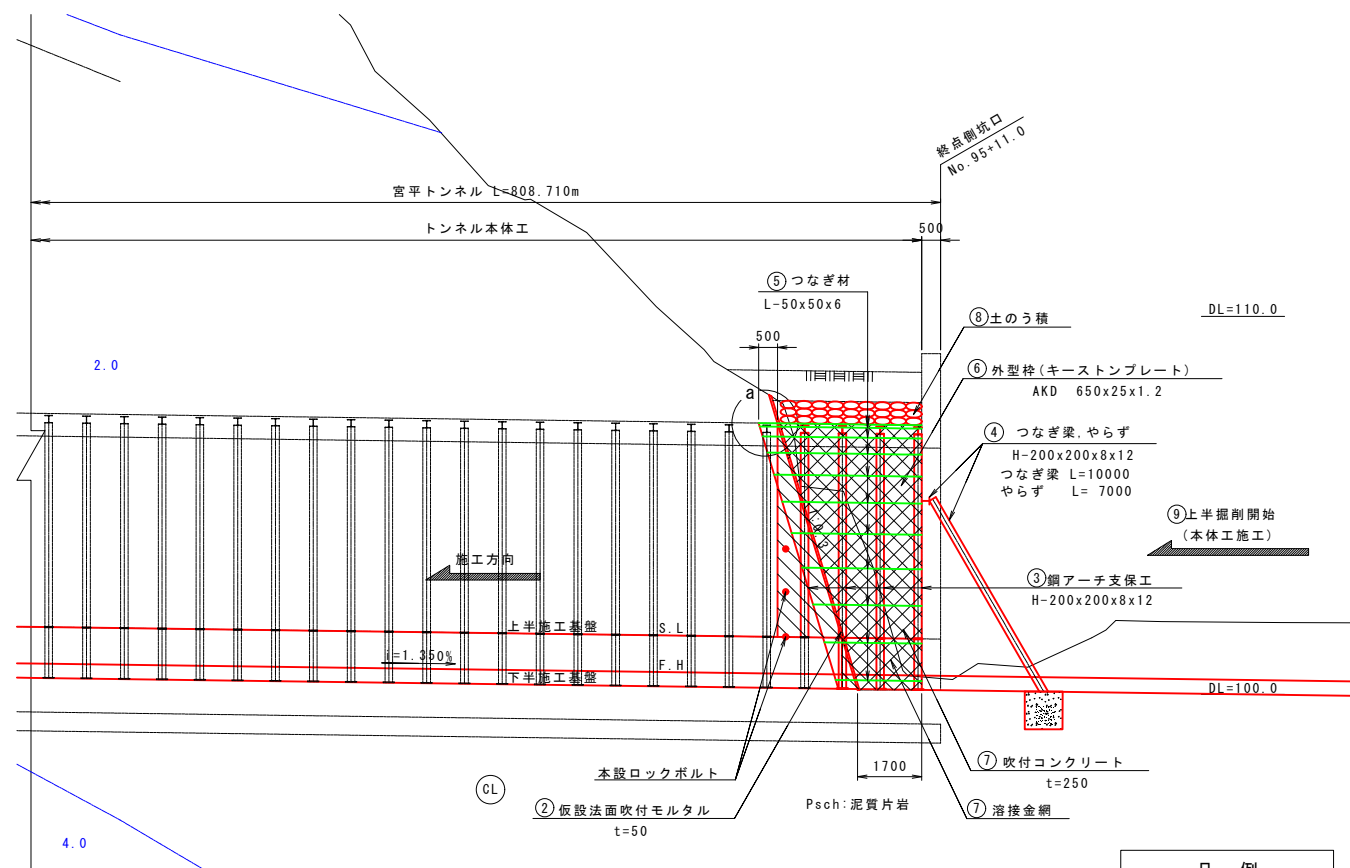 終点側坑口
No.95+11.0
宮平トンネル L=808.710m
トンネル本体工
500
⑤つなぎ材
L-50x50x6
⑧土のう積
DL=110.0
500
2.0
⑥外型枠(キーストンプレート)
AKD 650x25x1.2
a
④ つなぎ梁,やらず
H-200x200x8x12
つなぎ梁 L=10000
やらず L= 7000
⑨上半掘削開始
(本体工施工)
1:0.3
施工方向
③鋼アーチ支保工
H-200x200x8x12
上半施工基盤
S.L
i=1.350%
F.H
下半施工基盤
DL=100.0
本設ロックボルト
1700
⑦ 吹付コンクリート
t=250
CL
②仮設法面吹付モルタル
t=50
Psch:泥質片岩
⑦ 溶接金網
4.0
凡 例